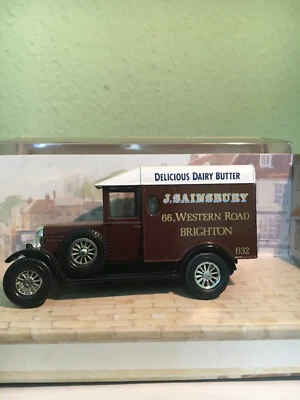 DELICIOUS DAIRY BUTTER
J.SAINSBURY
66, WESTERN ROAD
BRIGHTON
632